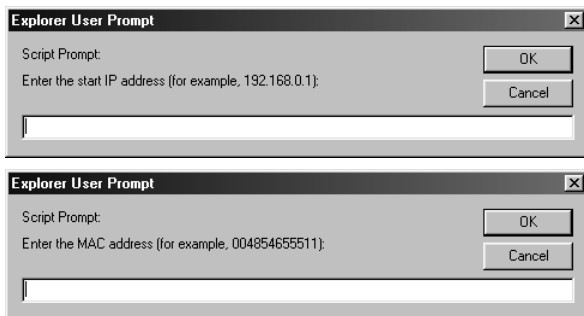 Explorer User Prompt
Script Prompt:
Enter the start IP address (for example, 192.168.0.1):
OK
Cancel
Explorer User Prompt
Script Prompt:
Enter the MAC address (for example, 004854655511):
OK
Cancel